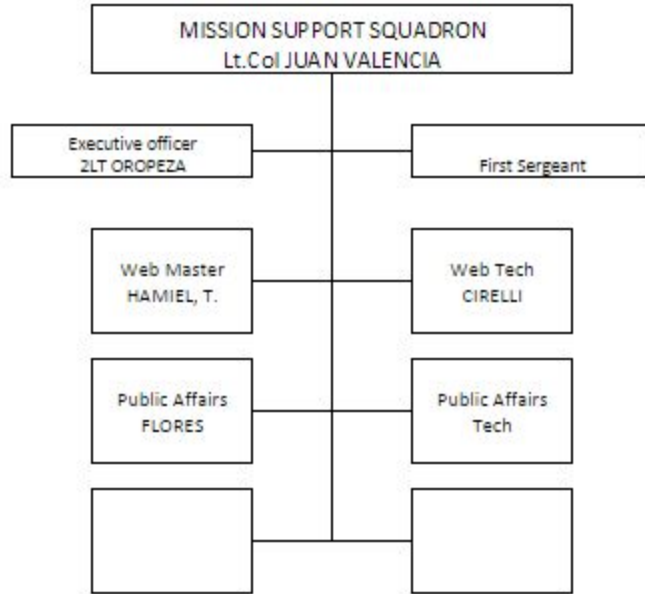 MISSION SUPPORT SQUADRON
Lt.Col JUAN VALENCIA
Executive officer
2LT OROPEZA
First Sergeant
Web Master
HAMIEL, T.
Web Tech
CIRELLI
Public Affairs
FLORES
Public Affairs
Tech